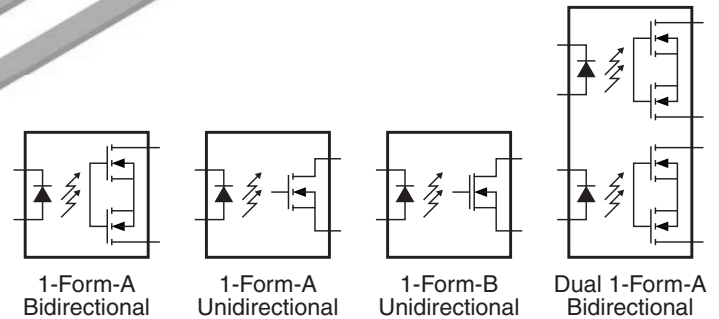 1-Form-A
Bidirectional
1-Form-A
Unidirectional
1-Form-B
Unidirectional
Dual 1-Form-A
Bidirectional